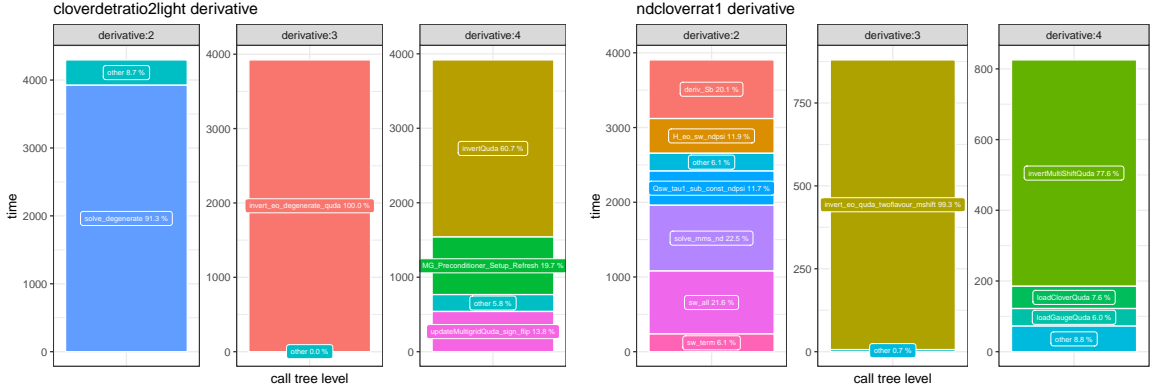 cloverdetratio2light derivative
derivative:2
derivative:3
derivative:4
time
4000
3000
2000
1000
0
other 8.7 %
solve_degenerate 91.3 %
4000
3000
2000
1000
0
invert_eo_degenerate_quda 100.0 %
other 0.0 %
4000
3000
2000
1000
0
invertQuda 60.7 %
MG_Preconditioner_Setup_Refresh 19.7 %
other 5.8 %
updateMultigridQuda_sign_flip 13.8 %
call tree level
ndcloverrat1 derivative
derivative:2
derivative:3
derivative:4
time
4000
3000
2000
1000
0
deriv_Sb 20.1 %
H_eo_sw_ndpsi 11.9 %
other 6.1 %
Qsw_tau1_sub_const_ndpsi 11.7 %
solve_mms_nd 22.5 %
sw_all 21.6 %
sw_term 6.1 %
750
500
250
0
invert_eo_quda_twoflavour_mshift 99.3 %
other 0.7 %
800
600
400
200
0
invertMultiShiftQuda 77.6 %
loadCloverQuda 7.6 %
loadGaugeQuda 6.0 %
other 8.8 %
call tree level